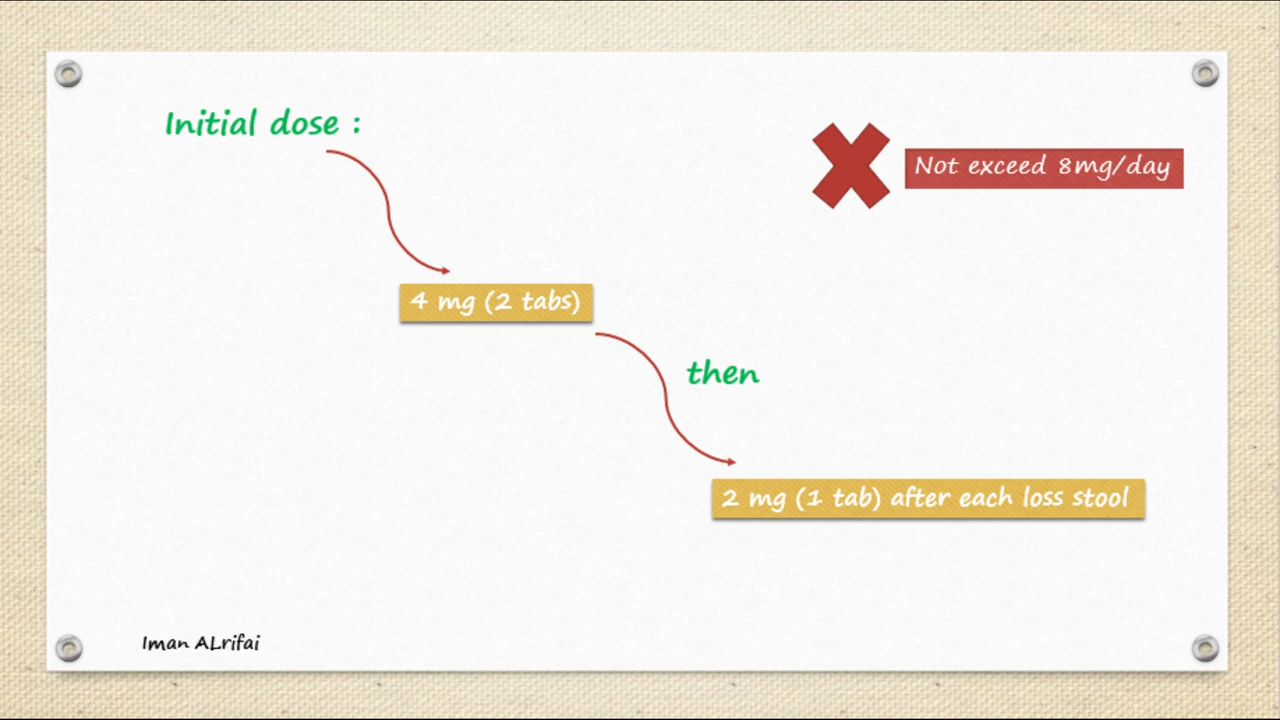 Initial dose :
Not exceed 8mg/day
4 mg (2 tabs)
then
2 mg (1 tab) after each loss stool
Iman ALrifai